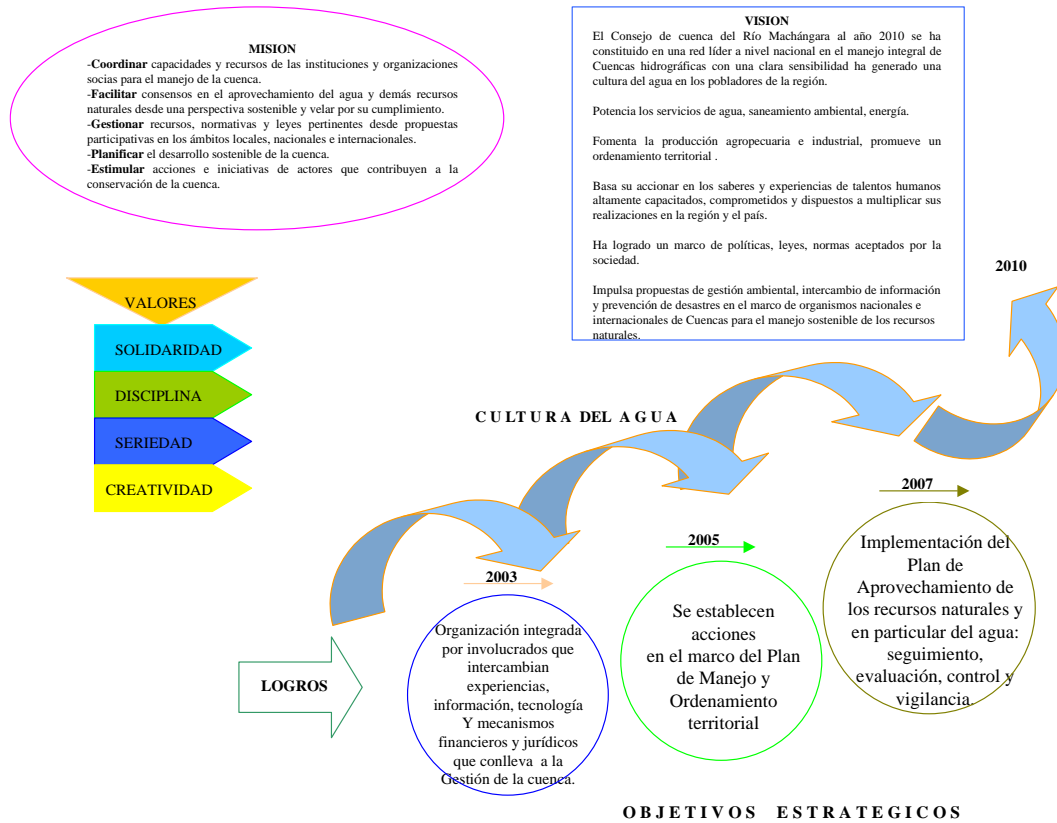 MISION
-Coordinar capacidades y recursos de las instituciones y organizaciones
socias para el manejo de la cuenca.
-Facilitar consensos en el aprovechamiento del agua y demás recursos
naturales desde una perspectiva sostenible y velar por su cumplimiento.
-Gestionar recursos, normativas y leyes pertinentes desde propuestas
participativas en los ámbitos locales, nacionales e internacionales.
-Planificar el desarrollo sostenible de la cuenca.
-Estimular acciones e iniciativas de actores que contribuyen a la
conservación de la cuenca.
VISION
El Consejo de cuenca del Río Machángara al año 2010 se ha
constituido en una red líder a nivel nacional en el manejo integral de
Cuencas hidrográficas con una clara sensibilidad ha generado una
cultura del agua en los pobladores de la región.
Potencia los servicios de agua, saneamiento ambiental, energía.
Fomenta la producción agropecuaria e industrial, promueve un
ordenamiento territorial .
Basa su accionar en los saberes y experiencias de talentos humanos
altamente capacitados, comprometidos y dispuestos a multiplicar sus
realizaciones en la región y el país.
Ha logrado un marco de políticas, leyes, normas aceptados por la
sociedad.
Impulsa propuestas de gestión ambiental, intercambio de información
y prevención de desastres en el marco de organismos nacionales e
internacionales de Cuencas para el manejo sostenible de los recursos
naturales.
2010
VALORES
SOLIDARIDAD
DISCIPLINA
SERIEDAD
CREATIVIDAD
CULTURA DEL AGUA
LOGROS
2003
Organización integrada
por involucrados que
intercambian
experiencias,
información, tecnología
Y mecanismos
financieros y jurídicos
que conlleva a la
Gestión de la cuenca.
2005
Se establecen
acciones
en el marco del Plan
de Manejo y
Ordenamiento
territorial
2007
Implementación del
Plan de
Aprovechamiento de
los recursos naturales y
en particular del agua:
seguimiento,
evaluación, control y
vigilancia.
OBJETIVOS ESTRATEGICOS